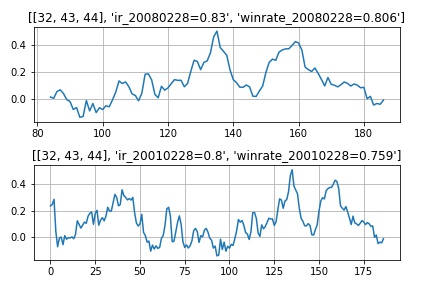 [[32, 43, 44], 'ir_20080228=0.83', 'winrate_20080228=0.806']
0.4
0.2
0.0
80 100 120 140 160 180
[[32, 43, 44], 'ir_20010228=0.8', 'winrate_20010228=0.759']
0.4
0.2
0.0
0 25 50 75 100 125 150 175